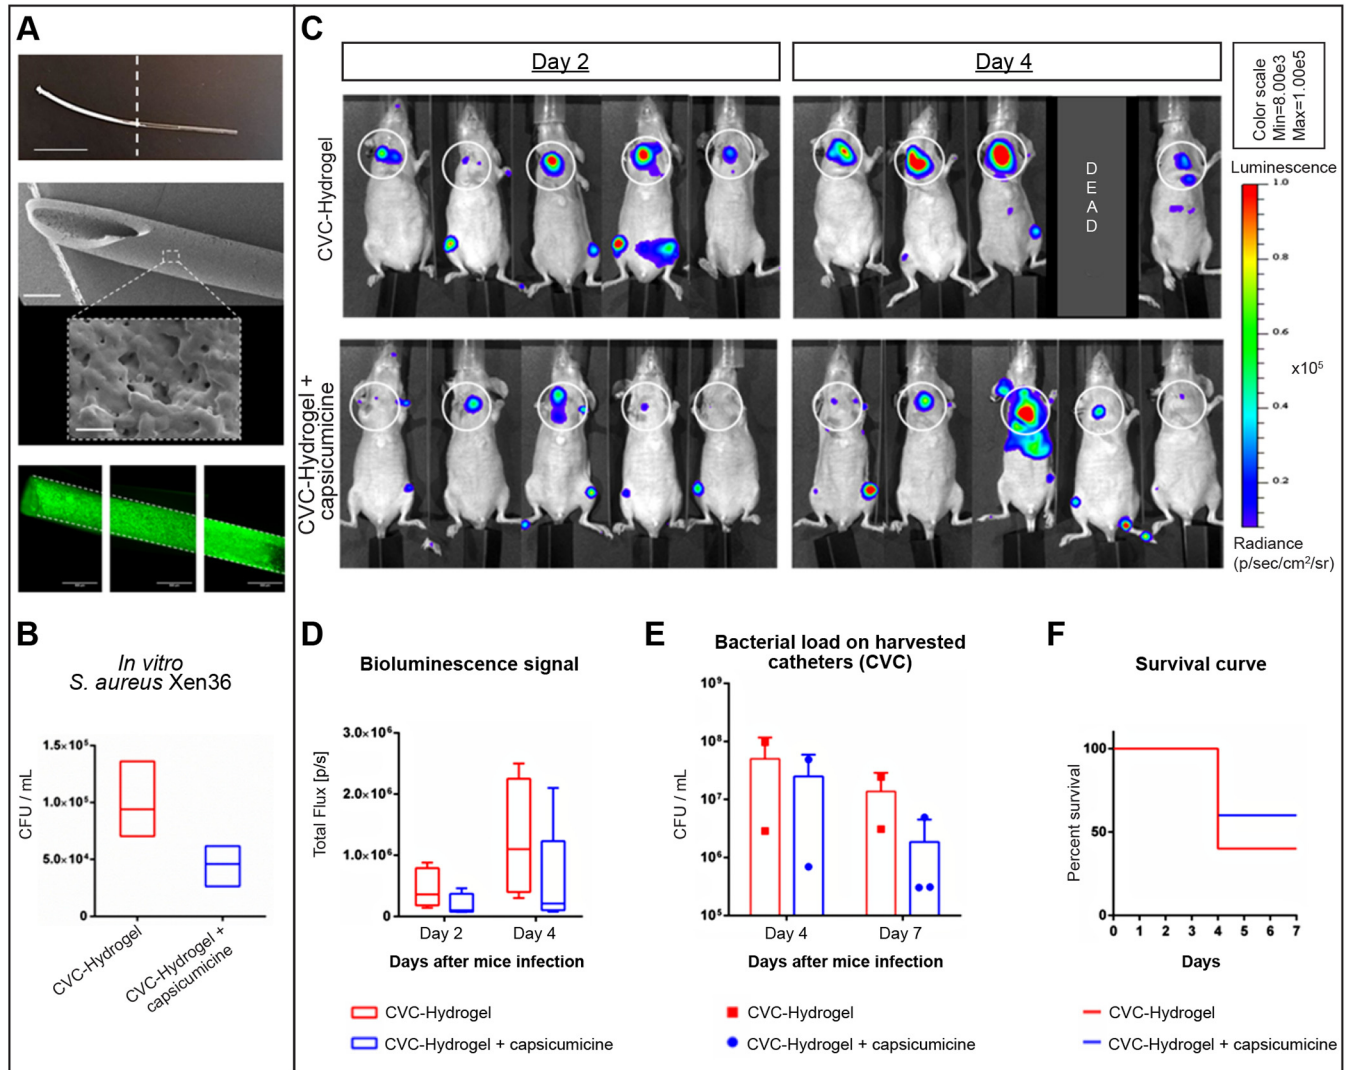 A
C
Day 2
Day 4
Color scale
Min=8.00e3
Max=1.00e5
CVC-Hydrogel
DEAD
Luminescence
1.0
0.8
0.6
0.4
0.2
x10⁵
Radiance
(p/sec/cm²/sr)
CVC-Hydrogel +
capsicumicine
B
In vitro
S. aureus Xen36
CFU / mL
1.5×10⁵
1.0×10⁵
5.0×10⁴
0
CVC-Hydrogel
CVC-Hydrogel +
capsicumicine
D
Bioluminescence signal
Total Flux [p/s]
3.0×10⁶
2.0×10⁶
1.0×10⁶
0
Day 2 Day 4
Days after mice infection
CVC-Hydrogel
CVC-Hydrogel + capsicumicine
E
Bacterial load on harvested
catheters (CVC)
CFU / mL
10⁹
10⁸
10⁷
10⁶
10⁵
Day 4 Day 7
Days after mice infection
CVC-Hydrogel
CVC-Hydrogel + capsicumicine
F
Survival curve
Percent survival
100
50
0
0 1 2 3 4 5 6 7
Days
CVC-Hydrogel
CVC-Hydrogel + capsicumicine